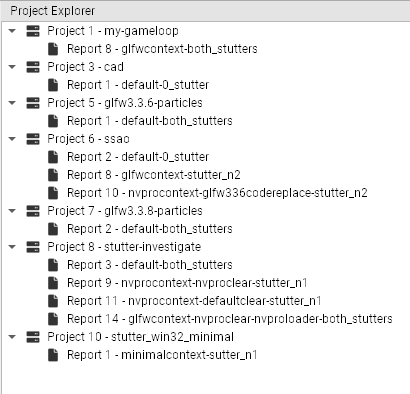 Project Explorer
Project 1 - my-gameloop
Report 8 - glfwcontext-both_stutters
Project 3 - cad
Report 1 - default-0_stutter
Project 5 - glfw3.3.6-particles
Report 1 - default-both_stutters
Project 6 - ssao
Report 2 - default-0_stutter
Report 8 - glfwcontext-stutter_n2
Report 10 - nvprocontext-glfw336codereplace-stutter_n2
Project 7 - glfw3.3.8-particles
Report 2 - default-both_stutters
Project 8 - stutter-investigate
Report 3 - default-both_stutters
Report 9 - nvprocontext-nvproclear-stutter_n1
Report 11 - nvprocontext-defaultclear-stutter_n1
Report 14 - glfwcontext-nvproclear-nvproloader-both_stutters
Project 10 - stutter_win32_minimal
Report 1 - minimalcontext-sutter_n1